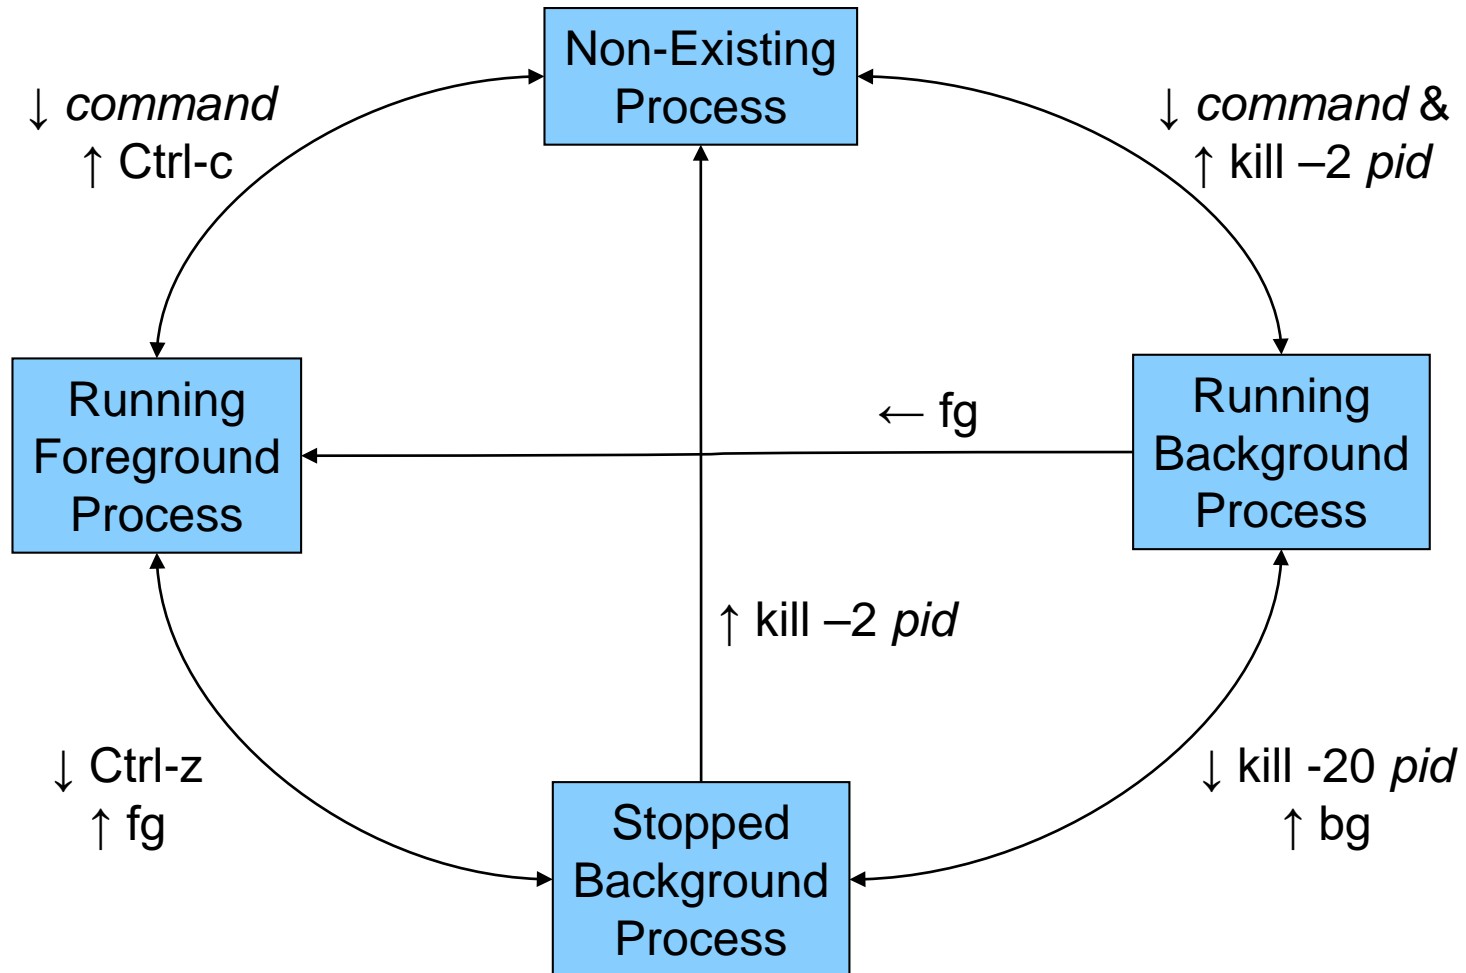 Non-Existing
Process
↓ command
↑ Ctrl-c
↓ command &
↑ kill –2 pid
Running
Foreground
Process
← fg
Running
Background
Process
↑ kill –2 pid
↓ Ctrl-z
↑ fg
↓ kill -20 pid
↑ bg
Stopped
Background
Process